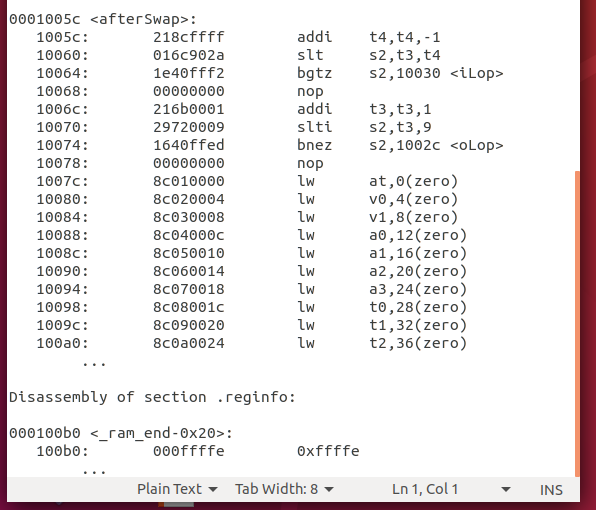 0001005c <afterSwap>:
1005c: 218cffff addi t4,t4,-1
10060: 016c902a slt s2,t3,t4
10064: 1e40fff2 bgtz s2,10030 <iLop>
10068: 00000000 nop
1006c: 216b0001 addi t3,t3,1
10070: 29720009 slti s2,t3,9
10074: 1640ffed bnez s2,1002c <oLop>
10078: 00000000 nop
1007c: 8c010000 lw at,0(zero)
10080: 8c020004 lw v0,4(zero)
10084: 8c030008 lw v1,8(zero)
10088: 8c04000c lw a0,12(zero)
1008c: 8c050010 lw a1,16(zero)
10090: 8c060014 lw a2,20(zero)
10094: 8c070018 lw a3,24(zero)
10098: 8c08001c lw t0,28(zero)
1009c: 8c090020 lw t1,32(zero)
100a0: 8c0a0024 lw t2,36(zero)
...
Disassembly of section .reginfo:
000100b0 <_ram_end-0x20>:
100b0: 000ffffe 0xffffe
...
Plain Text Tab Width: 8 Ln 1, Col 1 INS